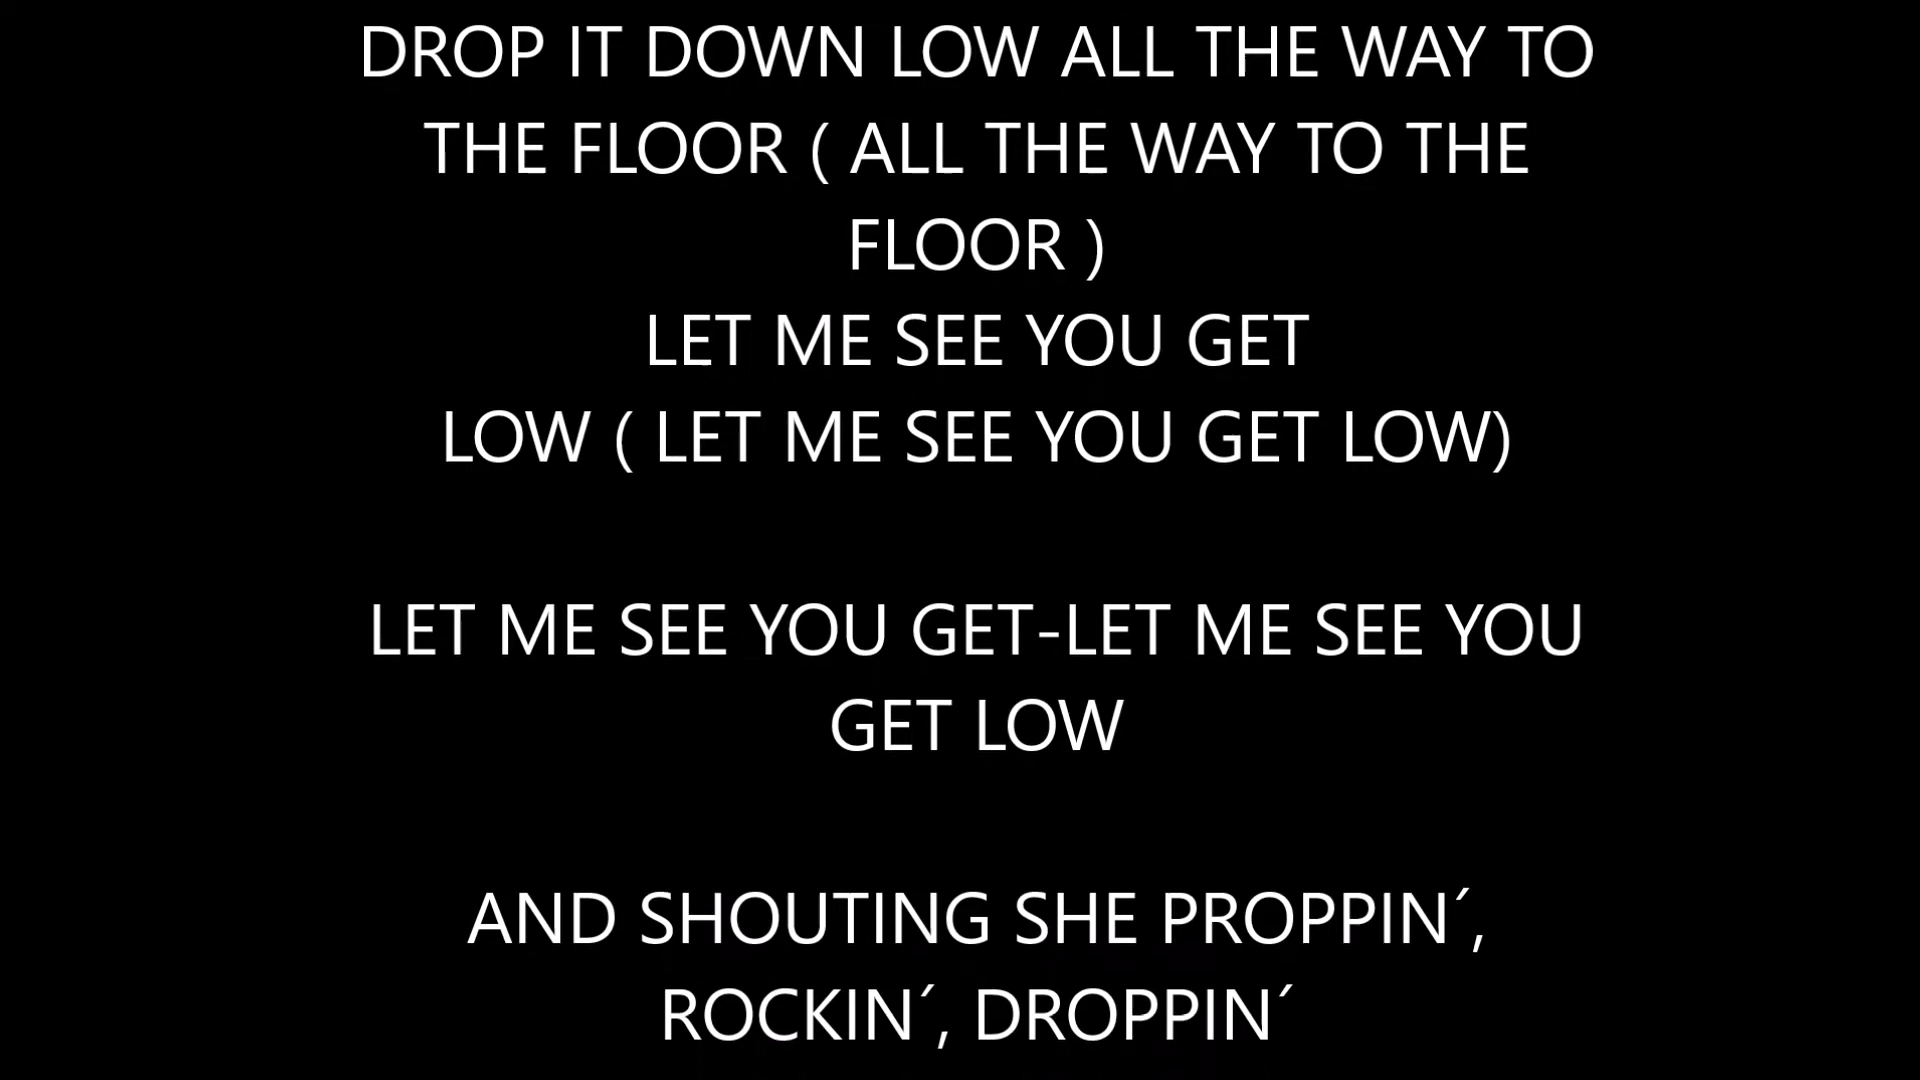 DROP IT DOWN LOW ALL THE WAY TO
THE FLOOR ( ALL THE WAY TO THE
FLOOR )
LET ME SEE YOU GET
LOW ( LET ME SEE YOU GET LOW)
LET ME SEE YOU GET-LET ME SEE YOU
GET LOW
AND SHOUTING SHE PROPPIN´,
ROCKIN´, DROPPIN´